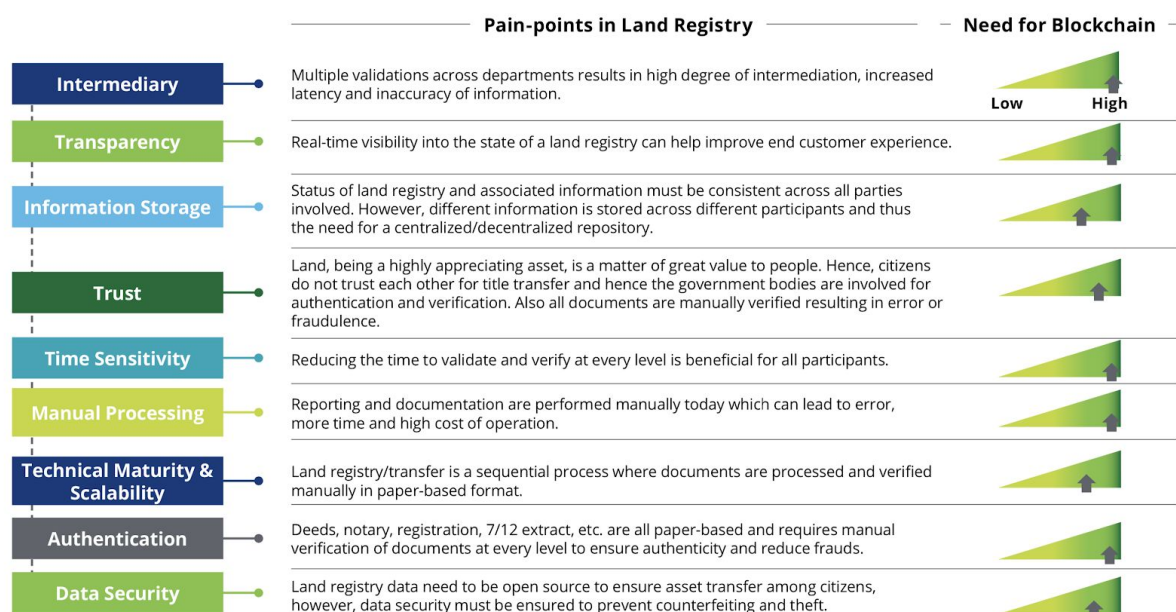 Pain-points in Land Registry
Need for Blockchain
Intermediary
Multiple validations across departments results in high degree of intermediation, increased
latency and inaccuracy of information.
Low
High
Transparency
Real-time visibility into the state of a land registry can help improve end customer experience.
Information Storage
Status of land registry and associated information must be consistent across all parties
involved. However, different information is stored across different participants and thus
the need for a centralized/decentralized repository.
Trust
Land, being a highly appreciating asset, is a matter of great value to people. Hence, citizens
do not trust each other for title transfer and hence the government bodies are involved for
authentication and verification. Also all documents are manually verified resulting in error or
fraudulence.
Time Sensitivity
Reducing the time to validate and verify at every level is beneficial for all participants.
Manual Processing
Reporting and documentation are performed manually today which can lead to error,
more time and high cost of operation.
Technical Maturity &
Scalability
Land registry/transfer is a sequential process where documents are processed and verified
manually in paper-based format.
Authentication
Deeds, notary, registration, 7/12 extract, etc. are all paper-based and requires manual
verification of documents at every level to ensure authenticity and reduce frauds.
Data Security
Land registry data need to be open source to ensure asset transfer among citizens,
however, data security must be ensured to prevent counterfeiting and theft.